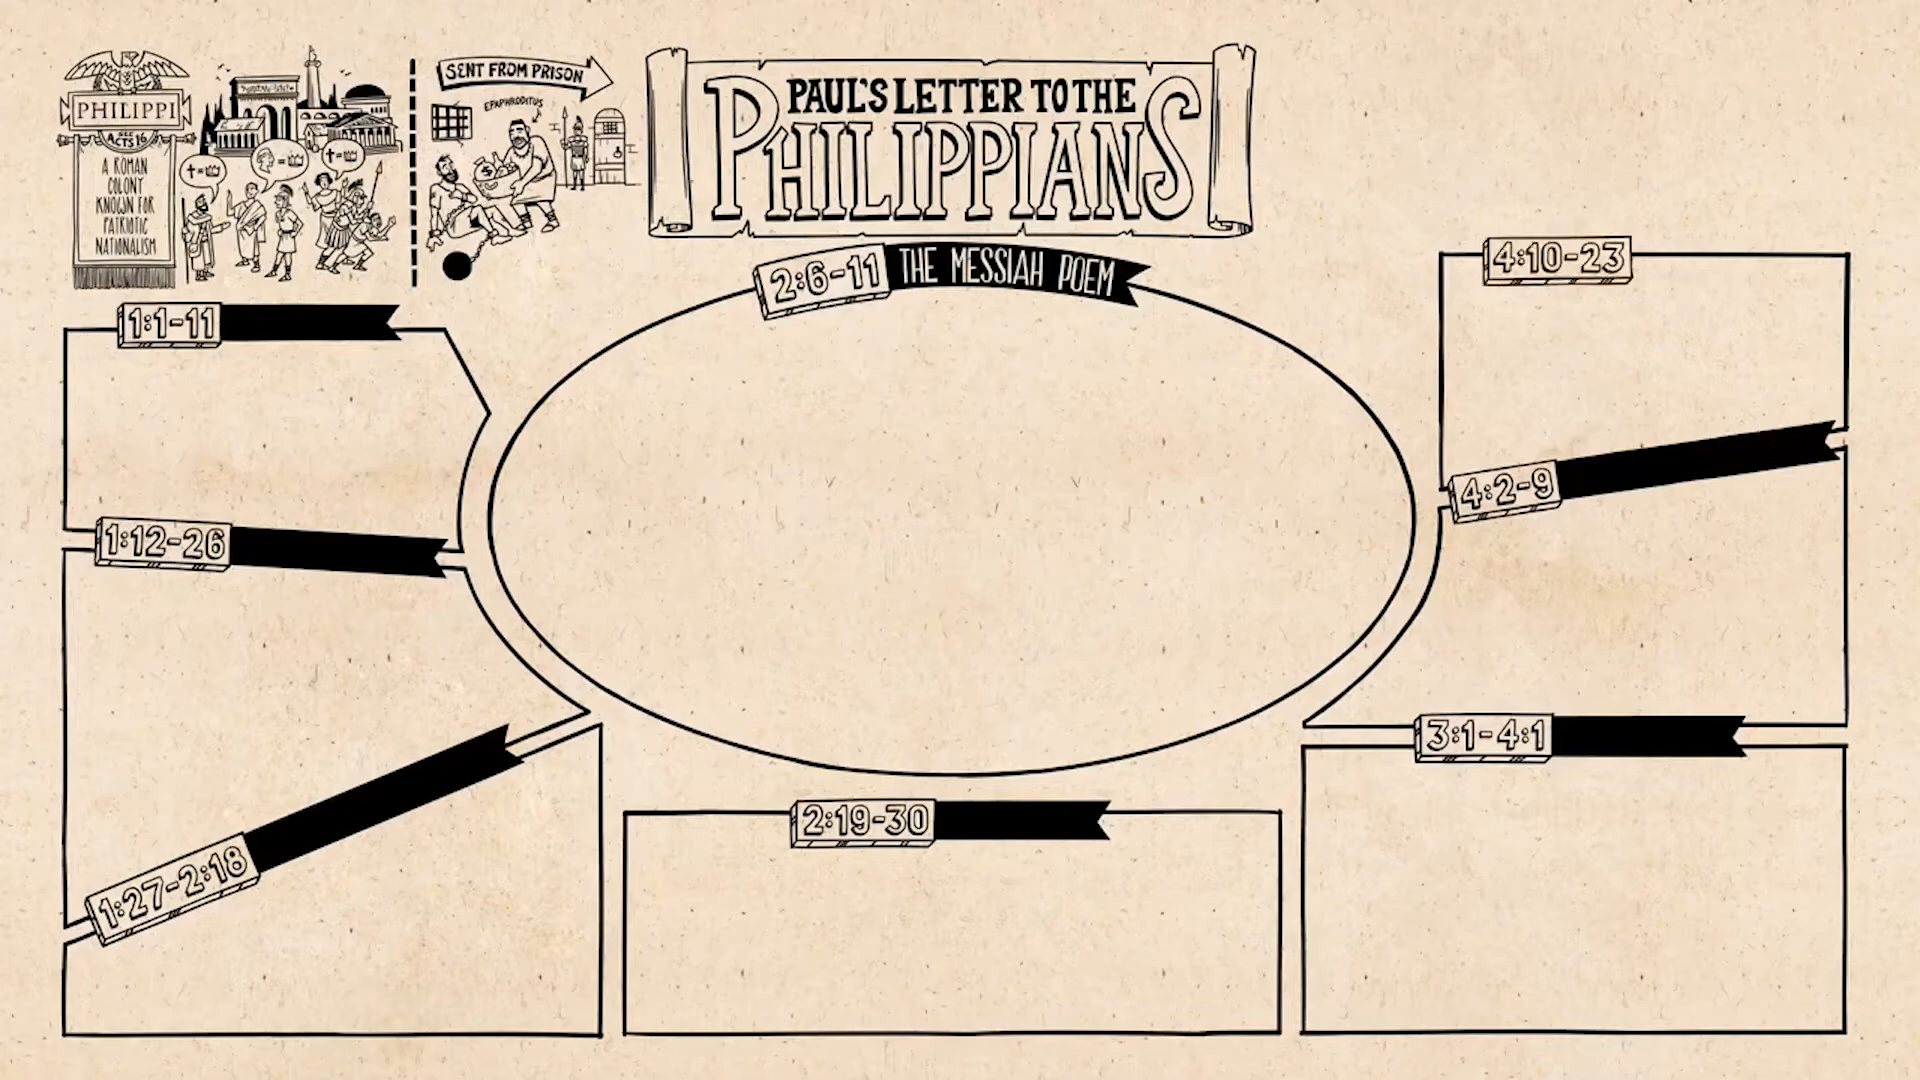 PHILIPPI
SEE
ACTS 16
A ROMAN
COLONY
KNOWN FOR
PATRIOTIC
NATIONALISM
SENT FROM PRISON
EPAPHRODITUS
$
PAUL'S LETTER TO THE
PHILIPPIANS
2:6-11 THE MESSIAH POEM
1:1-11
1:12-26
1:27-2:18
2:19-30
3:1-4:1
4:2-9
4:10-23